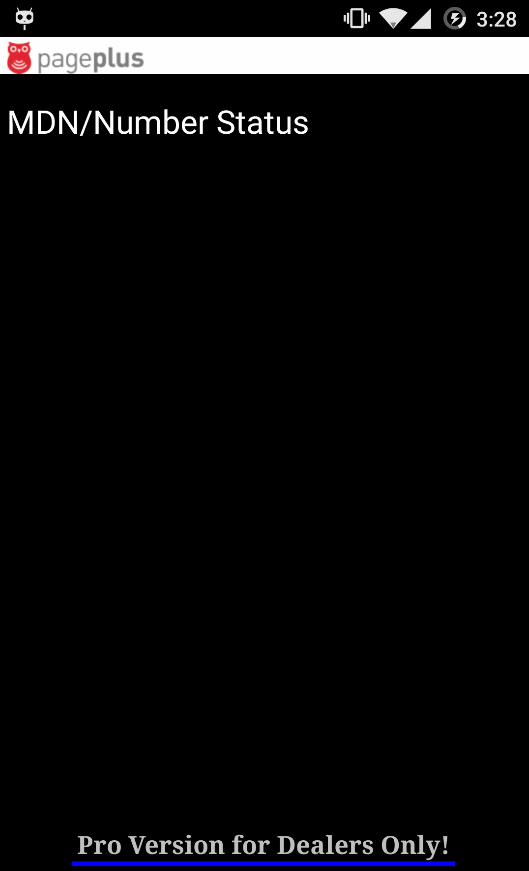 3:28
pageplus
MDN/Number Status
Pro Version for Dealers Only!